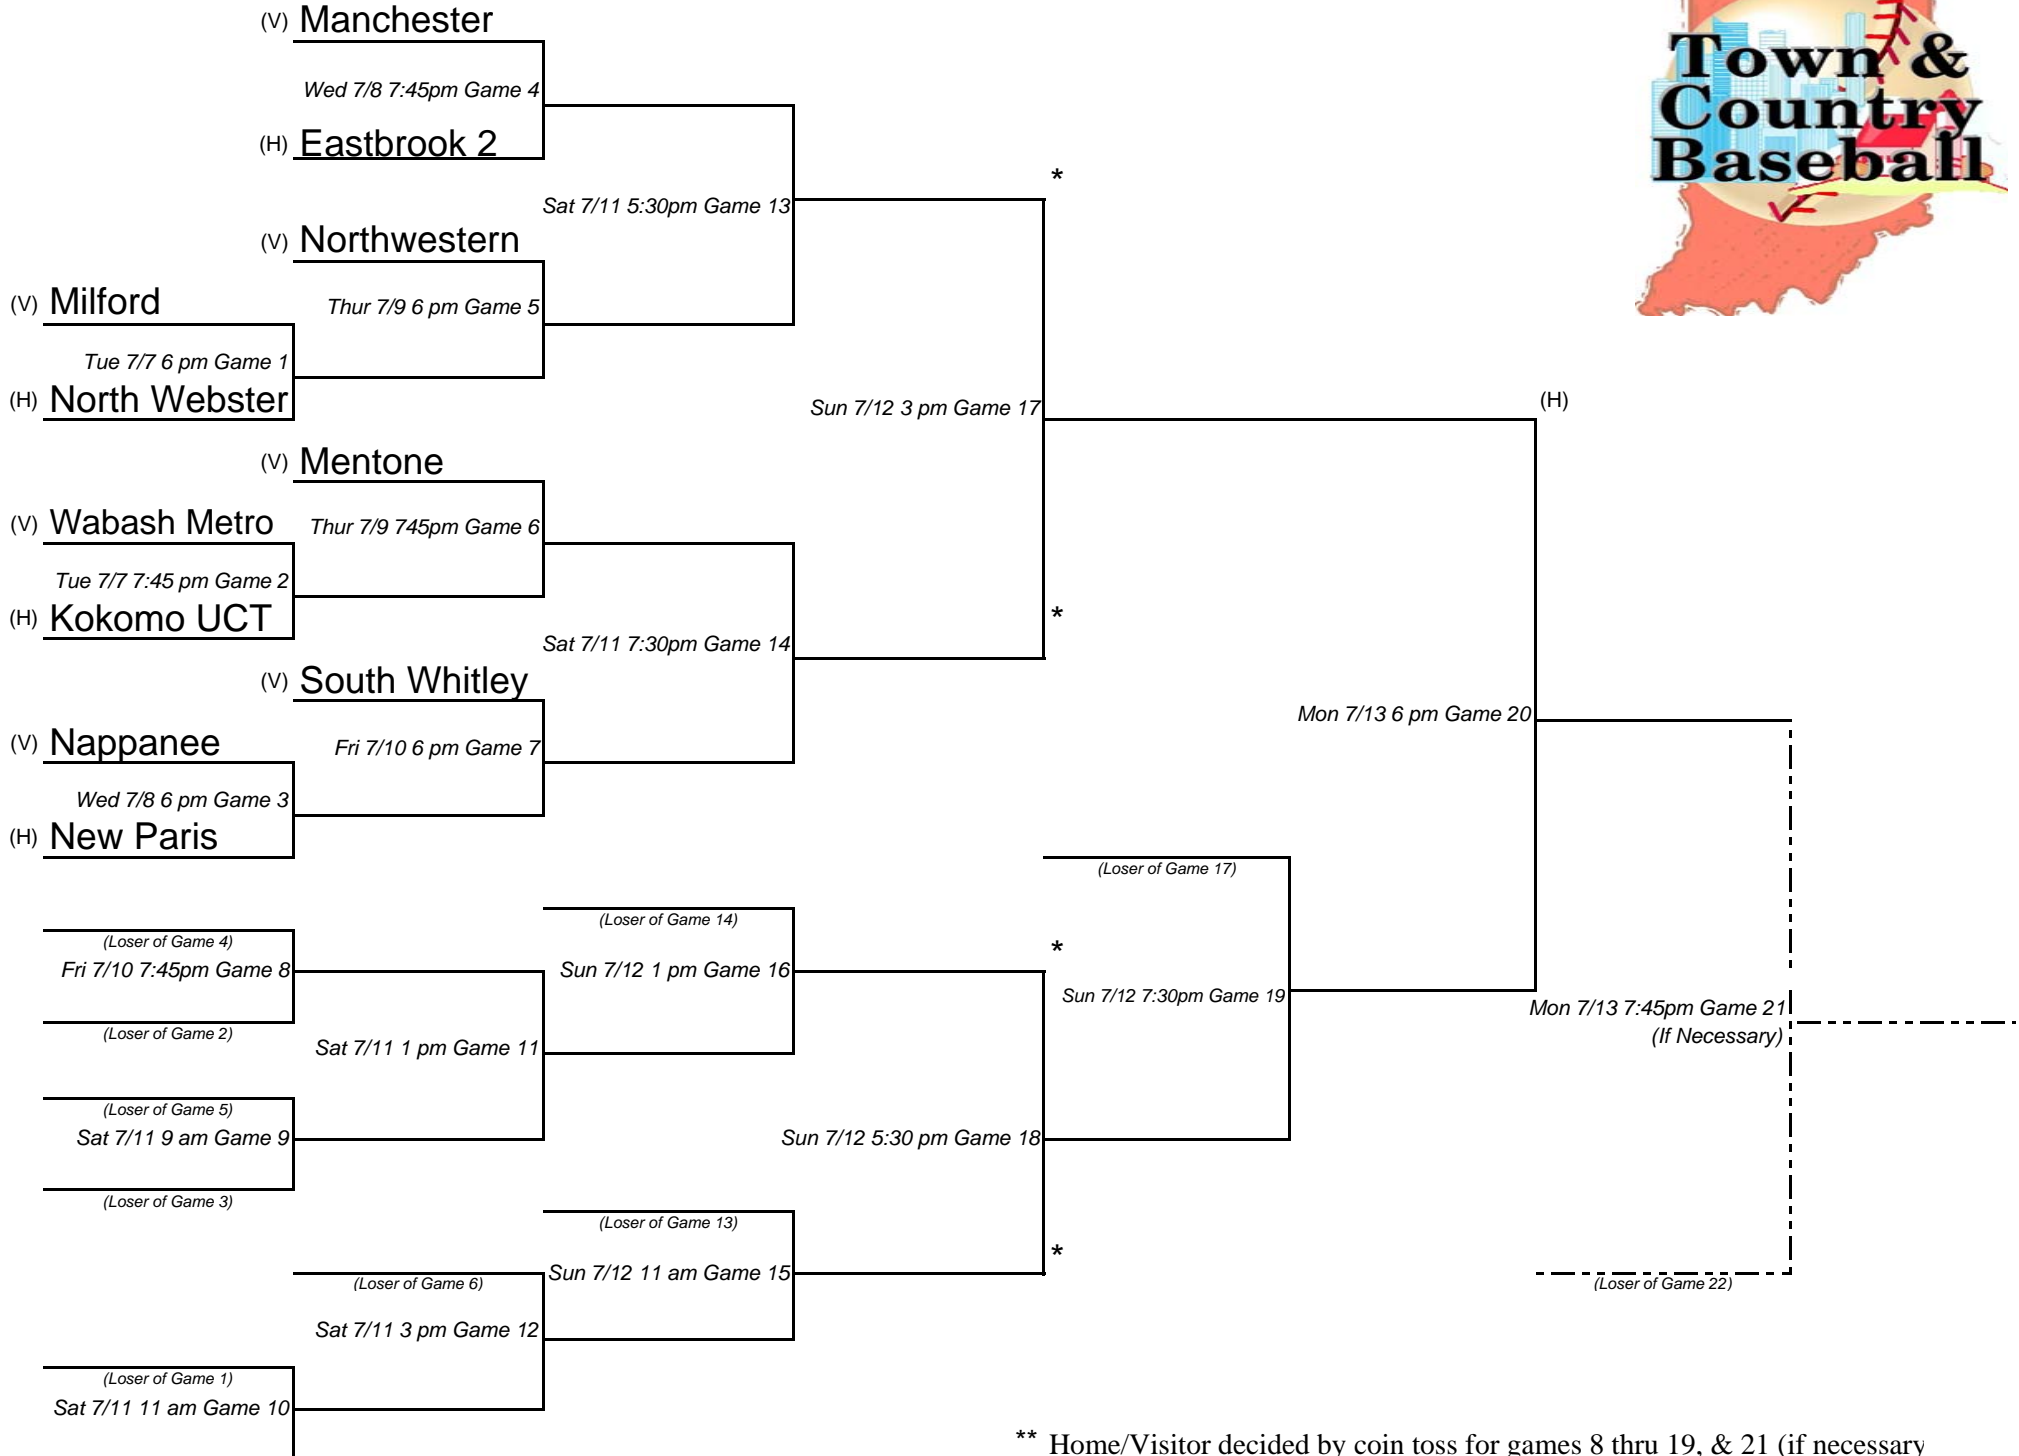 (V) Manchester
Wed 7/8 7:45pm Game 4
(H) Eastbrook 2
Town &
Country
Baseball
*
Sat 7/11 5:30pm Game 13
(V) Northwestern
(V) Milford
Thur 7/9 6 pm Game 5
Tue 7/7 6 pm Game 1
(H) North Webster
Sun 7/12 3 pm Game 17
(H)
(V) Mentone
(V) Wabash Metro
Thur 7/9 745pm Game 6
Tue 7/7 7:45 pm Game 2
(H) Kokomo UCT
*
Sat 7/11 7:30pm Game 14
(V) South Whitley
Mon 7/13 6 pm Game 20
(V) Nappanee
Fri 7/10 6 pm Game 7
Wed 7/8 6 pm Game 3
(H) New Paris
(Loser of Game 17)
(Loser of Game 14)
(Loser of Game 4)
*
Fri 7/10 7:45pm Game 8
Sun 7/12 1 pm Game 16
Sun 7/12 7:30pm Game 19
Mon 7/13 7:45pm Game 21
(If Necessary)
(Loser of Game 2)
Sat 7/11 1 pm Game 11
(Loser of Game 5)
Sat 7/11 9 am Game 9
Sun 7/12 5:30 pm Game 18
(Loser of Game 3)
(Loser of Game 13)
*
Sun 7/12 11 am Game 15
(Loser of Game 6)
(Loser of Game 22)
Sat 7/11 3 pm Game 12
(Loser of Game 1)
Sat 7/11 11 am Game 10
** Home/Visitor decided by coin toss for games 8 thru 19, & 21 (if necessary